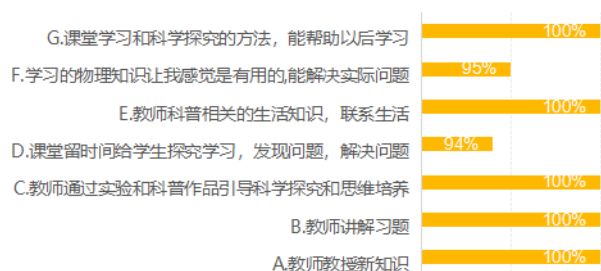 G.课堂学习和科学探究的方法，能帮助以后学习 100%
F.学习的物理知识让我感觉是有用的,能解决实际问题 95%
E.教师科普相关的生活知识，联系生活 100%
D.课堂留时间给学生探究学习，发现问题，解决问题 94%
C.教师通过实验和科普作品引导科学探究和思维培养 100%
B.教师讲解习题 100%
A.教师教授新知识 100%